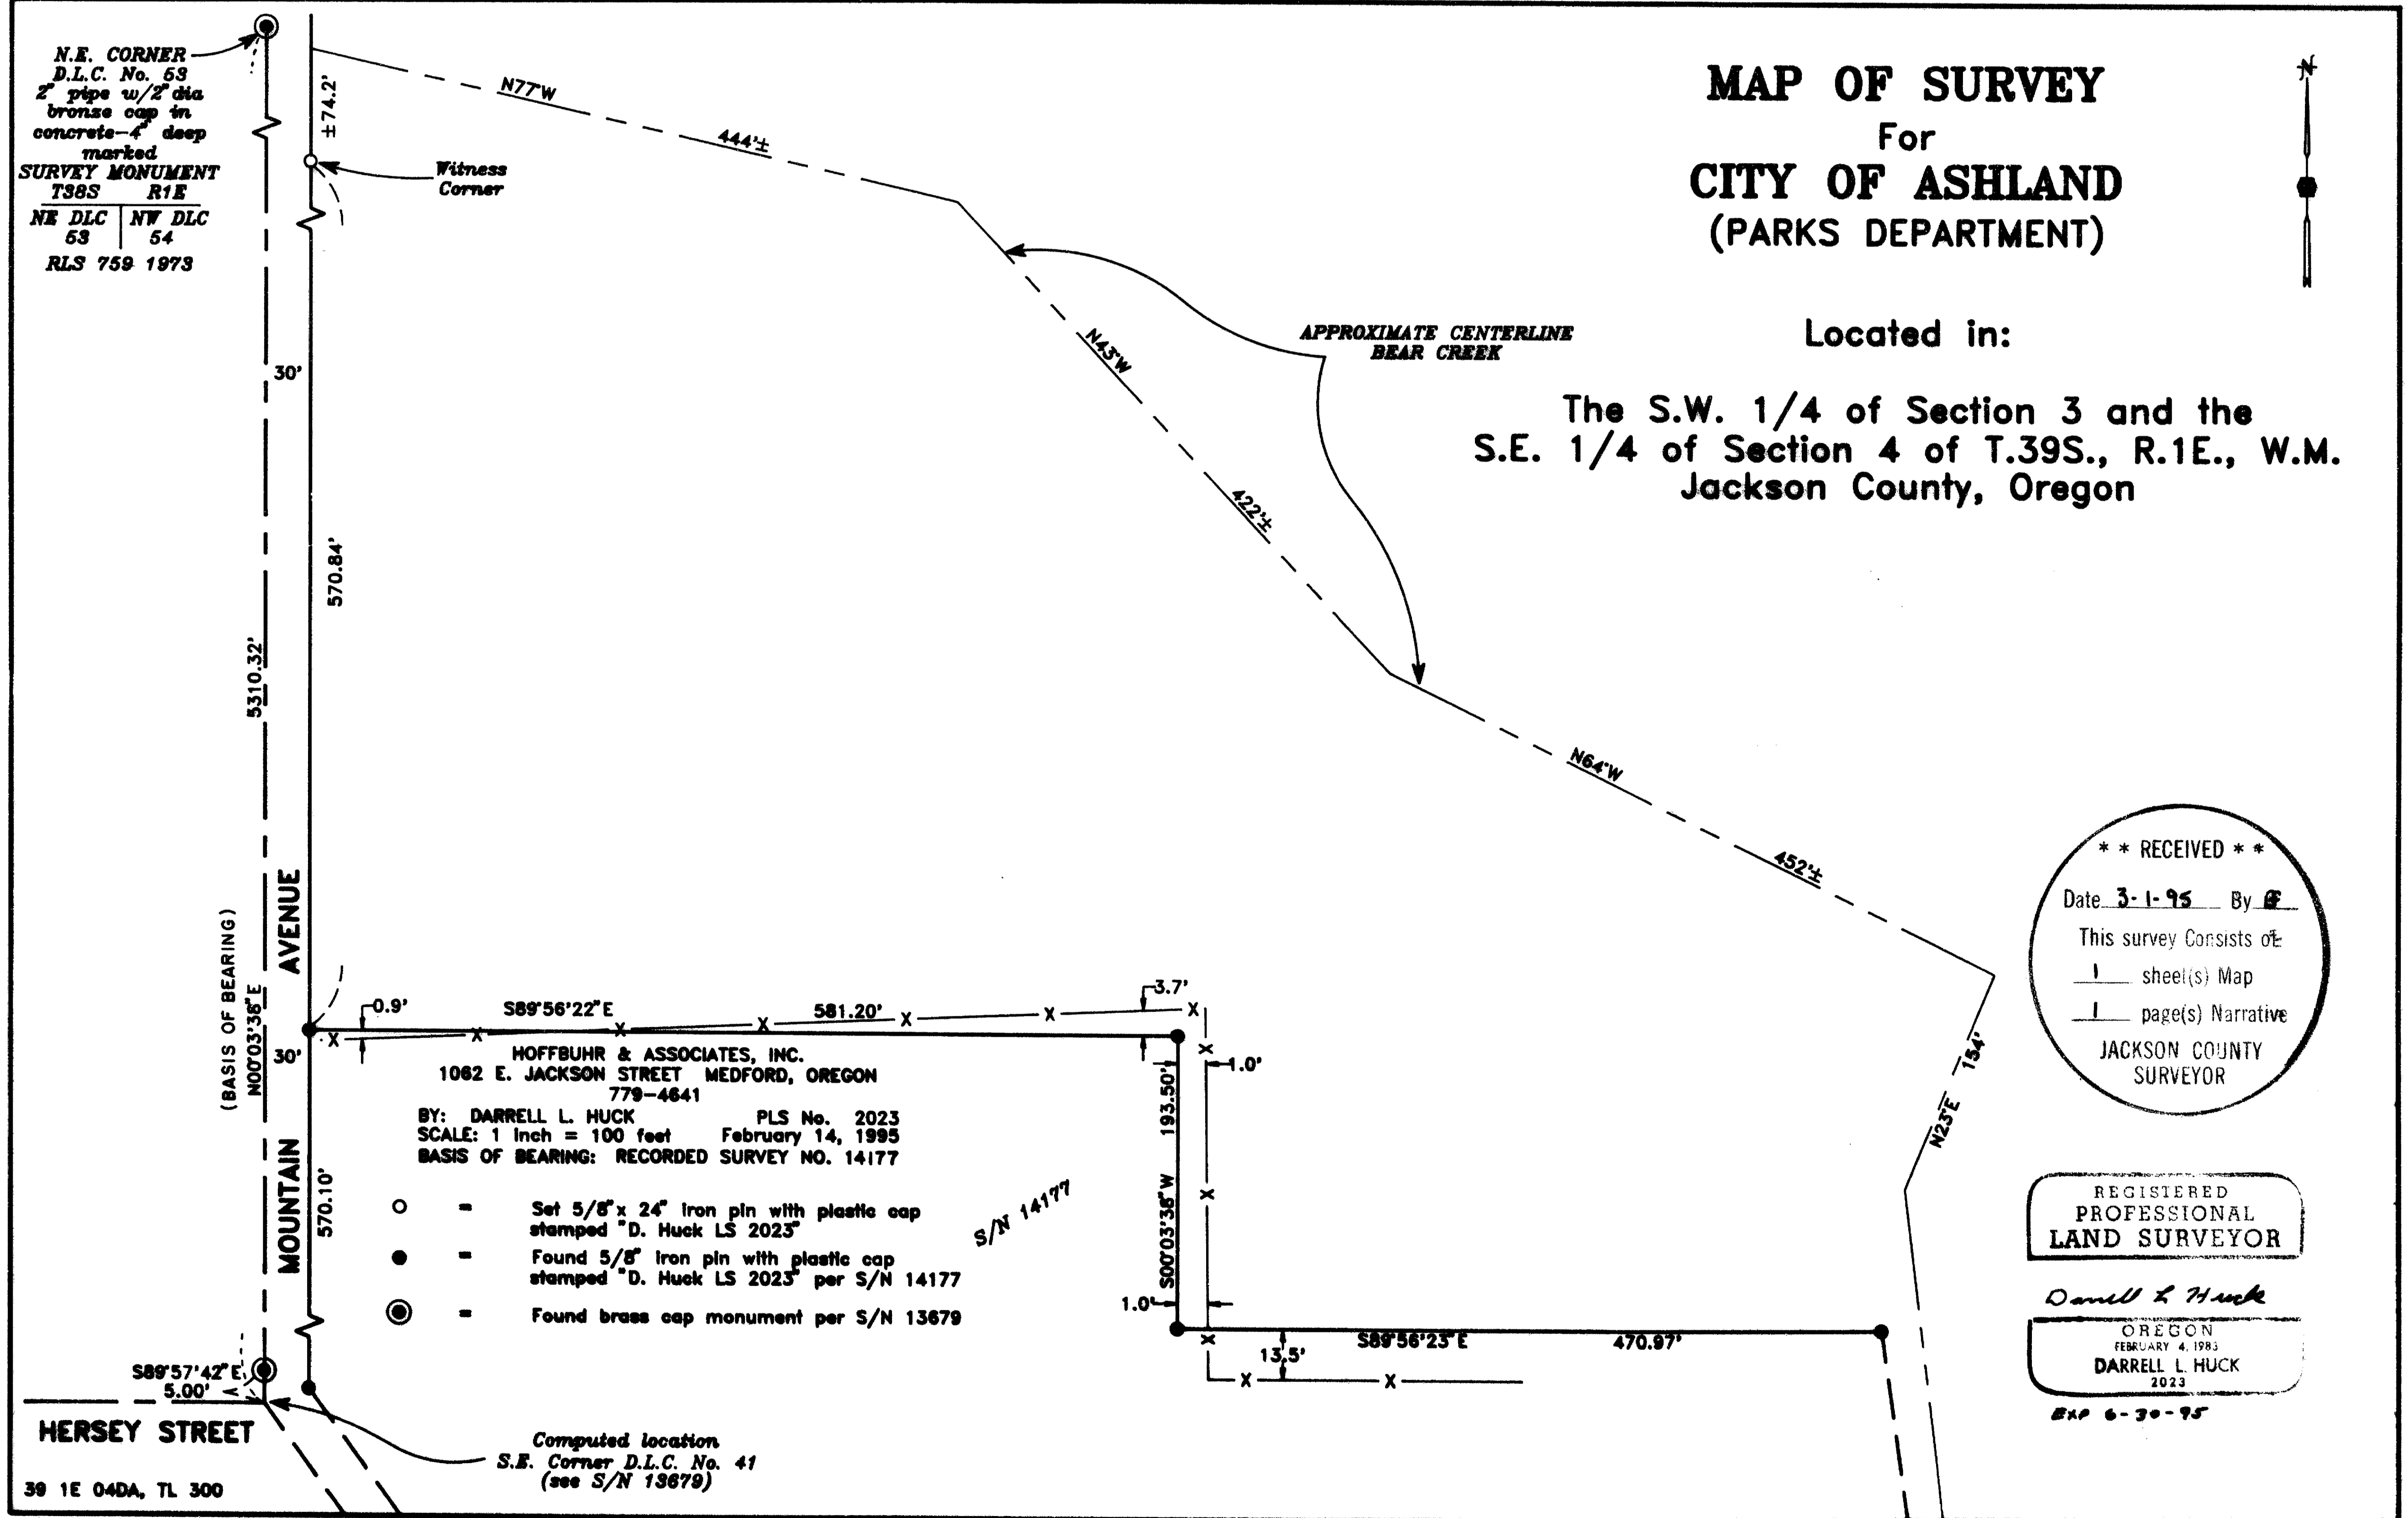 MAP OF SURVEY
For
CITY OF ASHLAND
(PARKS DEPARTMENT)
Located in:
The S.W. 1/4 of Section 3 and the
S.E. 1/4 of Section 4 of T.39S., R.1E., W.M.
Jackson County, Oregon
N
N.E. CORNER
D.L.C. No. 53
2" pipe w/2" dia
bronze cap in
concrete-4" deep
marked
SURVEY MONUMENT
T38S R1E
NE DLC NW DLC
53 54
RLS 759 1973
±74.2'
Witness
Corner
N77°W
444'±
APPROXIMATE CENTERLINE
BEAR CREEK
N43°W
422'±
N64°W
452'±
N23°E 154'
30'
570.84'
5310.32'
(BASIS OF BEARING)
N00°03'38"E
MOUNTAIN AVENUE
30'
570.10'
0.9'
S89°56'22"E
581.20'
3.7'
1.0'
193.50'
S00°03'38"W
1.0'
S89°56'23"E
470.97'
13.5'
HOFFBUHR & ASSOCIATES, INC.
1062 E. JACKSON STREET MEDFORD, OREGON
779-4641
BY: DARRELL L. HUCK PLS No. 2023
SCALE: 1 inch = 100 feet February 14, 1995
BASIS OF BEARING: RECORDED SURVEY NO. 14177
= Set 5/8" x 24" iron pin with plastic cap
stamped "D. Huck LS 2023"
= Found 5/8" iron pin with plastic cap
stamped "D. Huck LS 2023" per S/N 14177
= Found brass cap monument per S/N 13679
S/N 14177
S89°57'42"E
5.00'
HERSEY STREET
Computed location
S.E. Corner D.L.C. No. 41
(see S/N 13679)
39 1E 04DA, TL 300
* * RECEIVED * *
Date 3-1-95 By
This survey Consists of:
1 sheet(s) Map
1 page(s) Narrative
JACKSON COUNTY
SURVEYOR
REGISTERED
PROFESSIONAL
LAND SURVEYOR
Darrell L Huck
OREGON
FEBRUARY 4, 1983
DARRELL L. HUCK
2023
EXP 6-30-95